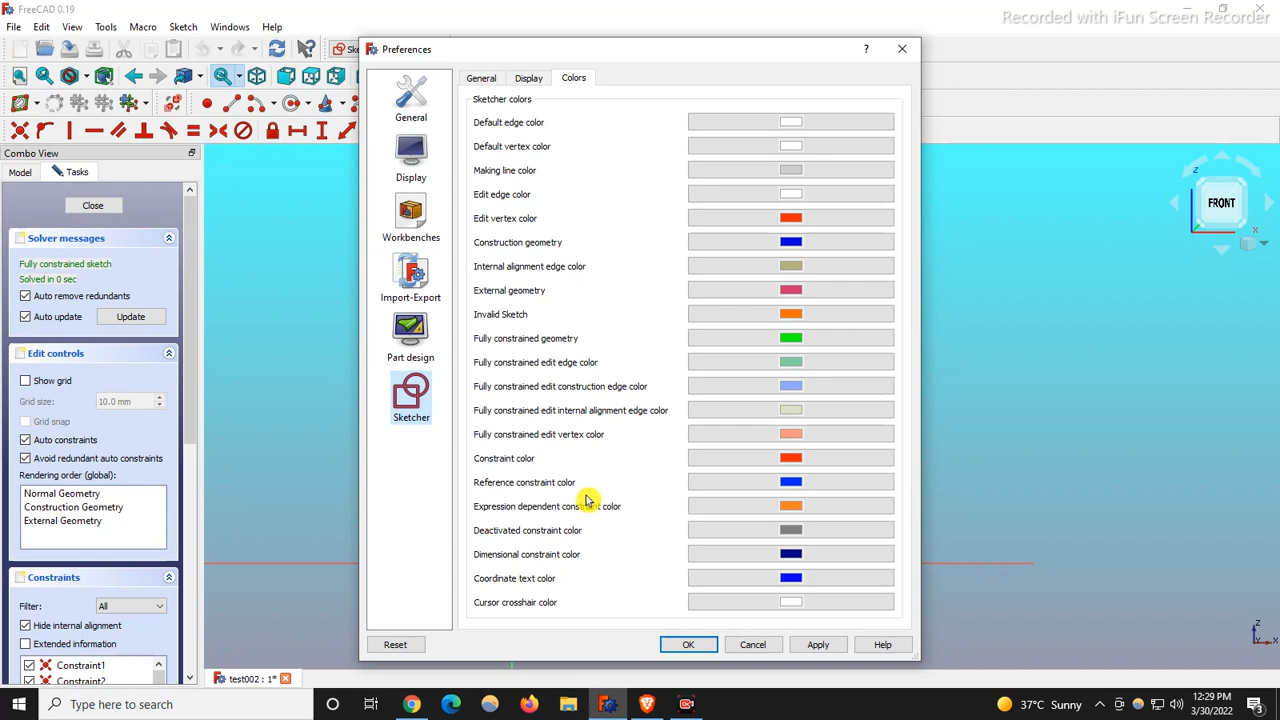 FreeCAD 0.19
Recorded with iFun Screen Recorder
File Edit View Tools Macro Sketch Windows Help
Preferences
?
General Display Colors
Sketcher colors
Default edge color
Default vertex color
Making line color
Edit edge color
Edit vertex color
Construction geometry
Internal alignment edge color
External geometry
Invalid Sketch
Fully constrained geometry
Fully constrained edit edge color
Fully constrained edit construction edge color
Fully constrained edit internal alignment edge color
Fully constrained edit vertex color
Constraint color
Reference constraint color
Expression dependent constraint color
Deactivated constraint color
Dimensional constraint color
Coordinate text color
Cursor crosshair color
General
Display
Workbenches
Import-Export
Part design
Sketcher
Reset OK Cancel Apply Help
Combo View
Model Tasks
Close
Solver messages
Fully constrained sketch
Solved in 0 sec
Auto remove redundants
Auto update Update
Edit controls
Show grid
Grid size: 10.0 mm
Grid snap
Auto constraints
Avoid redundant auto constraints
Rendering order (global):
Normal Geometry
Construction Geometry
External Geometry
Constraints
Filter: All
Hide internal alignment
Extended information
Constraint1
Constraint2
Z
FRONT
X
Z
X
test002 : 1*
Type here to search
37°C Sunny
12:29 PM
3/30/2022
3